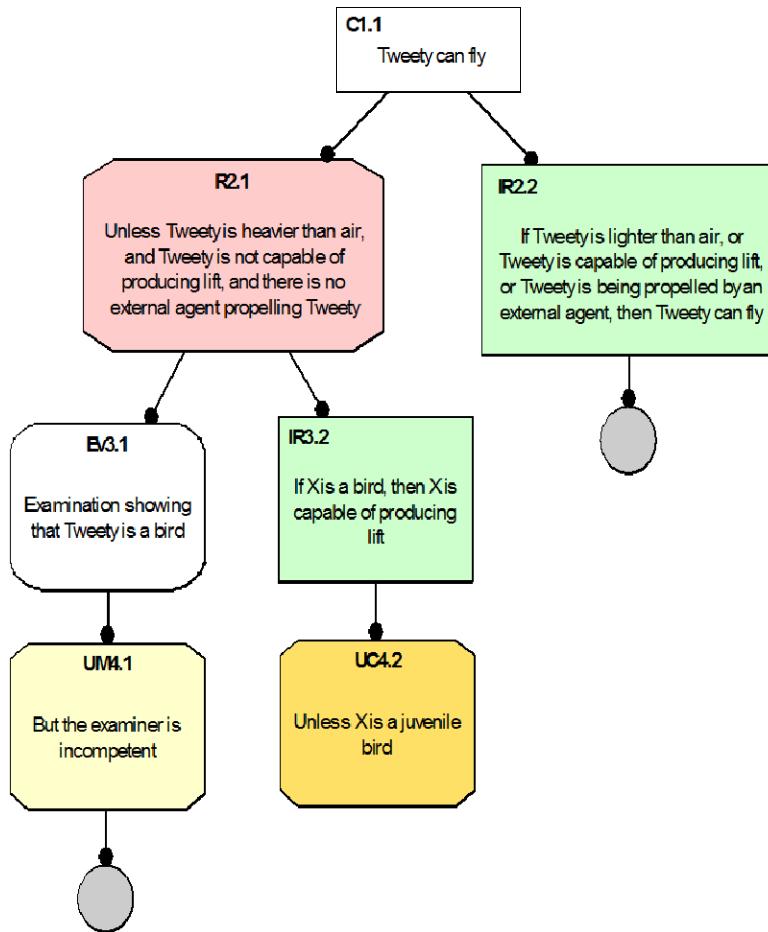 C1.1
Tweety can fly
R2.1
Unless Tweety is heavier than air,
and Tweety is not capable of
producing lift, and there is no
external agent propelling Tweety
IR2.2
If Tweety is lighter than air, or
Tweety is capable of producing lift,
or Tweety is being propelled by an
external agent, then Tweety can fly
Ev3.1
Examination showing
that Tweety is a bird
IR3.2
If X is a bird, then X is
capable of producing
lift
UM4.1
But the examiner is
incompetent
UC4.2
Unless X is a juvenile
bird